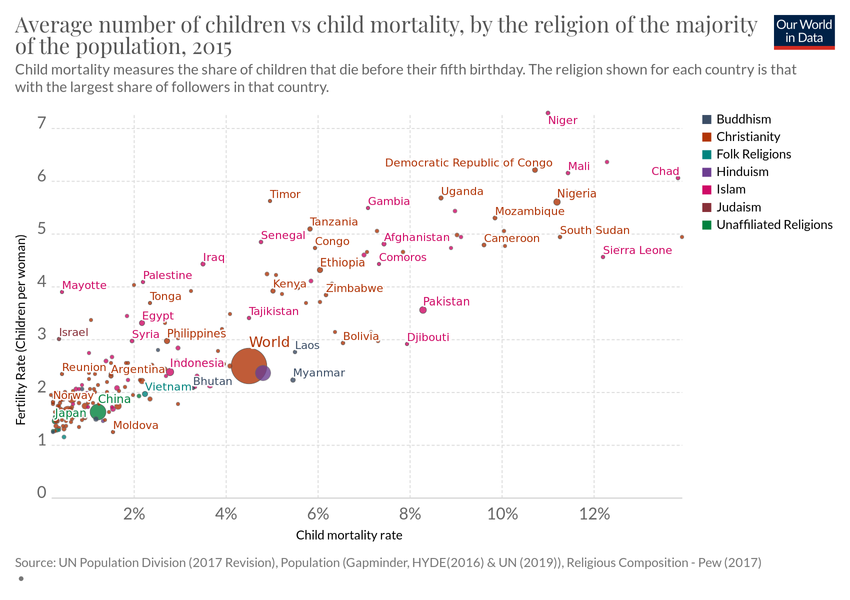 Average number of children vs child mortality, by the religion of the majority
of the population, 2015
Our World
in Data
Child mortality measures the share of children that die before their fifth birthday. The religion shown for each country is that
with the largest share of followers in that country.
Fertility Rate (Children per woman)
7
6
5
4
3
2
1
0
2%
4%
6%
8%
10%
12%
Child mortality rate
Niger
Democratic Republic of Congo
Mali
Chad
Timor
Uganda
Nigeria
Gambia
Mozambique
Tanzania
Senegal
Congo
Afghanistan
Cameroon
South Sudan
Sierra Leone
Iraq
Ethiopia
Comoros
Palestine
Mayotte
Tonga
Kenya
Zimbabwe
Egypt
Tajikistan
Pakistan
Israel
Syria
Philippines
World
Laos
Bolivia
Djibouti
Reunion
Argentina
Indonesia
Bhutan
Myanmar
Vietnam
Norway
China
Japan
Moldova
Buddhism
Christianity
Folk Religions
Hinduism
Islam
Judaism
Unaffiliated Religions
Source: UN Population Division (2017 Revision), Population (Gapminder, HYDE(2016) & UN (2019)), Religious Composition - Pew (2017)